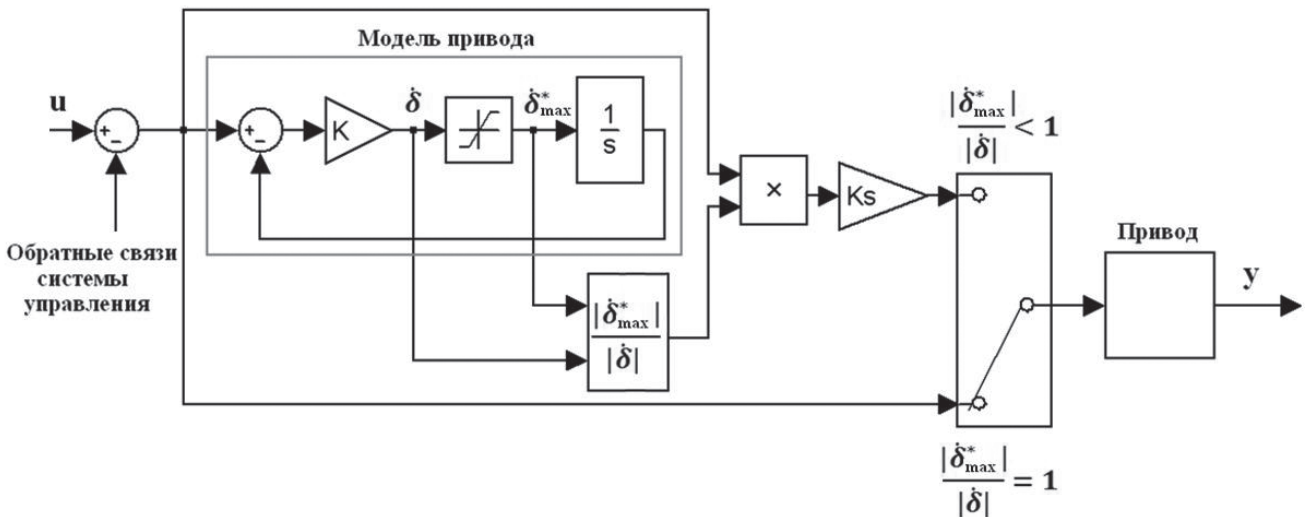 Модель привода
u
+
-
+
-
K
δ̇
δ̇*max
1
s
×
Ks
|δ̇*max|
|δ̇| < 1
Обратные связи
системы
управления
|δ̇*max|
|δ̇|
Привод
y
|δ̇*max|
|δ̇| = 1